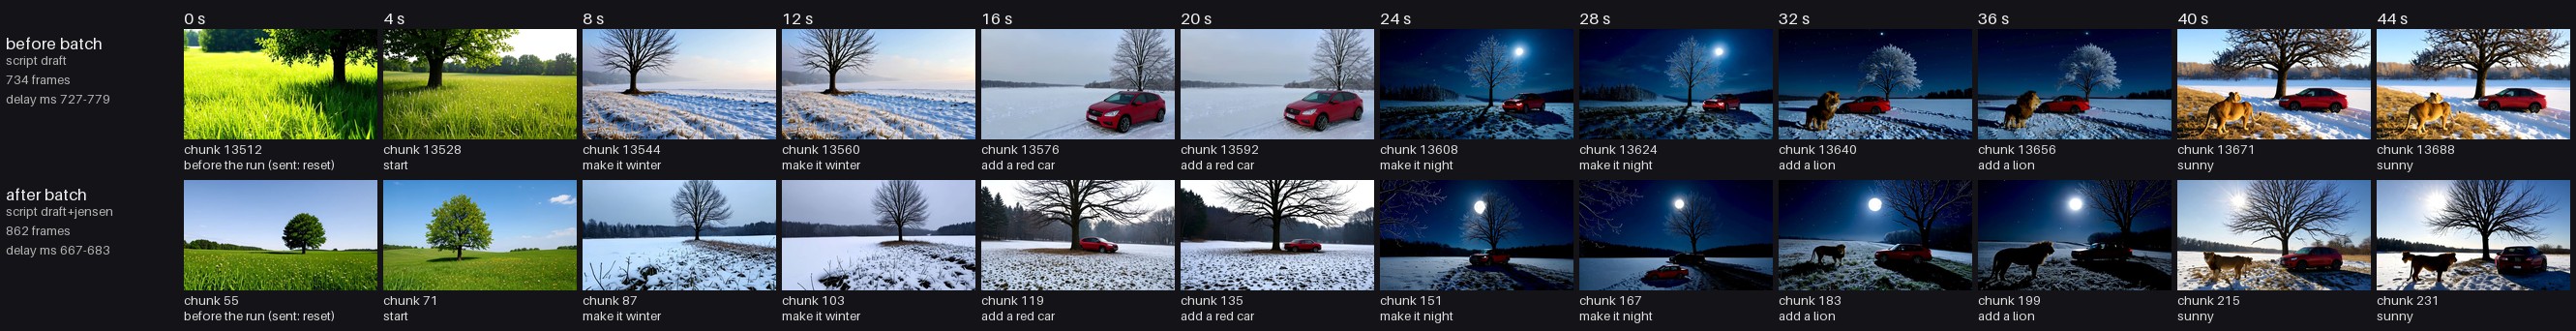 0 s 4 s 8 s 12 s 16 s 20 s 24 s 28 s 32 s 36 s 40 s 44 s
before batch
script draft
734 frames
delay ms 727-779
chunk 13512 chunk 13528 chunk 13544 chunk 13560 chunk 13576 chunk 13592 chunk 13608 chunk 13624 chunk 13640 chunk 13656 chunk 13671 chunk 13688
before the run (sent: reset) start make it winter make it winter add a red car add a red car make it night make it night add a lion add a lion sunny sunny
after batch
script draft+jensen
862 frames
delay ms 667-683
chunk 55 chunk 71 chunk 87 chunk 103 chunk 119 chunk 135 chunk 151 chunk 167 chunk 183 chunk 199 chunk 215 chunk 231
before the run (sent: reset) start make it winter make it winter add a red car add a red car make it night make it night add a lion add a lion sunny sunny